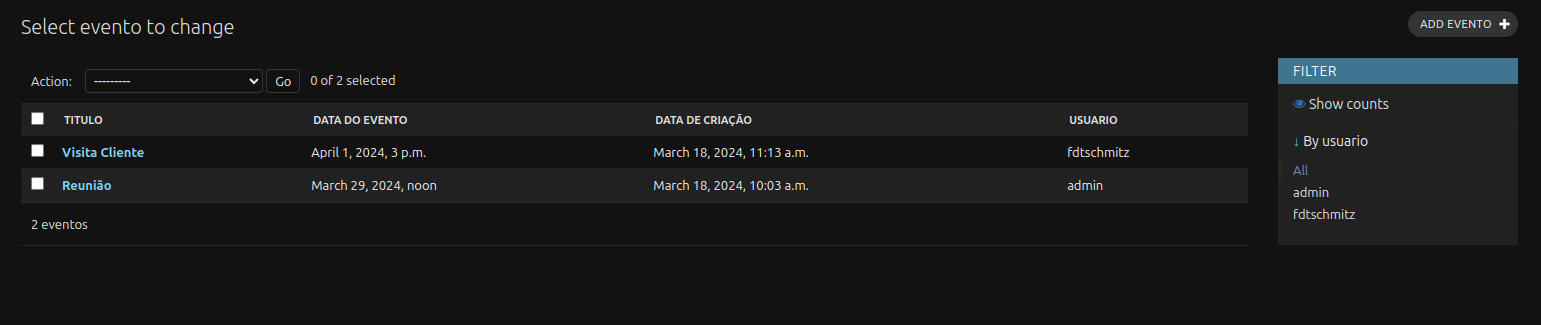 Select evento to change
ADD EVENTO
Action: --------- Go 0 of 2 selected
TITULO DATA DO EVENTO DATA DE CRIAÇÃO USUARIO
Visita Cliente April 1, 2024, 3 p.m. March 18, 2024, 11:13 a.m. fdtschmitz
Reunião March 29, 2024, noon March 18, 2024, 10:03 a.m. admin
2 eventos
FILTER
Show counts
↓ By usuario
All
admin
fdtschmitz